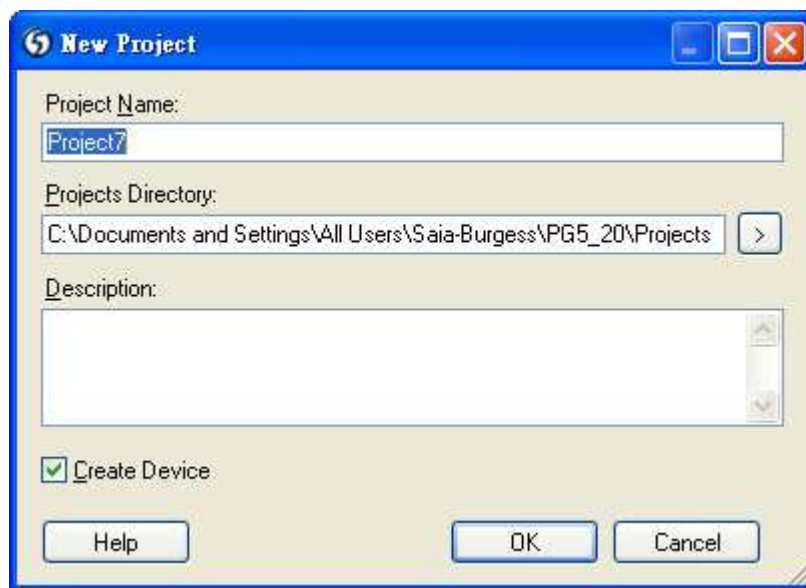 New Project
Project Name:
Project7
Projects Directory:
C:\Documents and Settings\All Users\Saia-Burgess\PG5_20\Projects
>
Description:
Create Device
Help
OK
Cancel